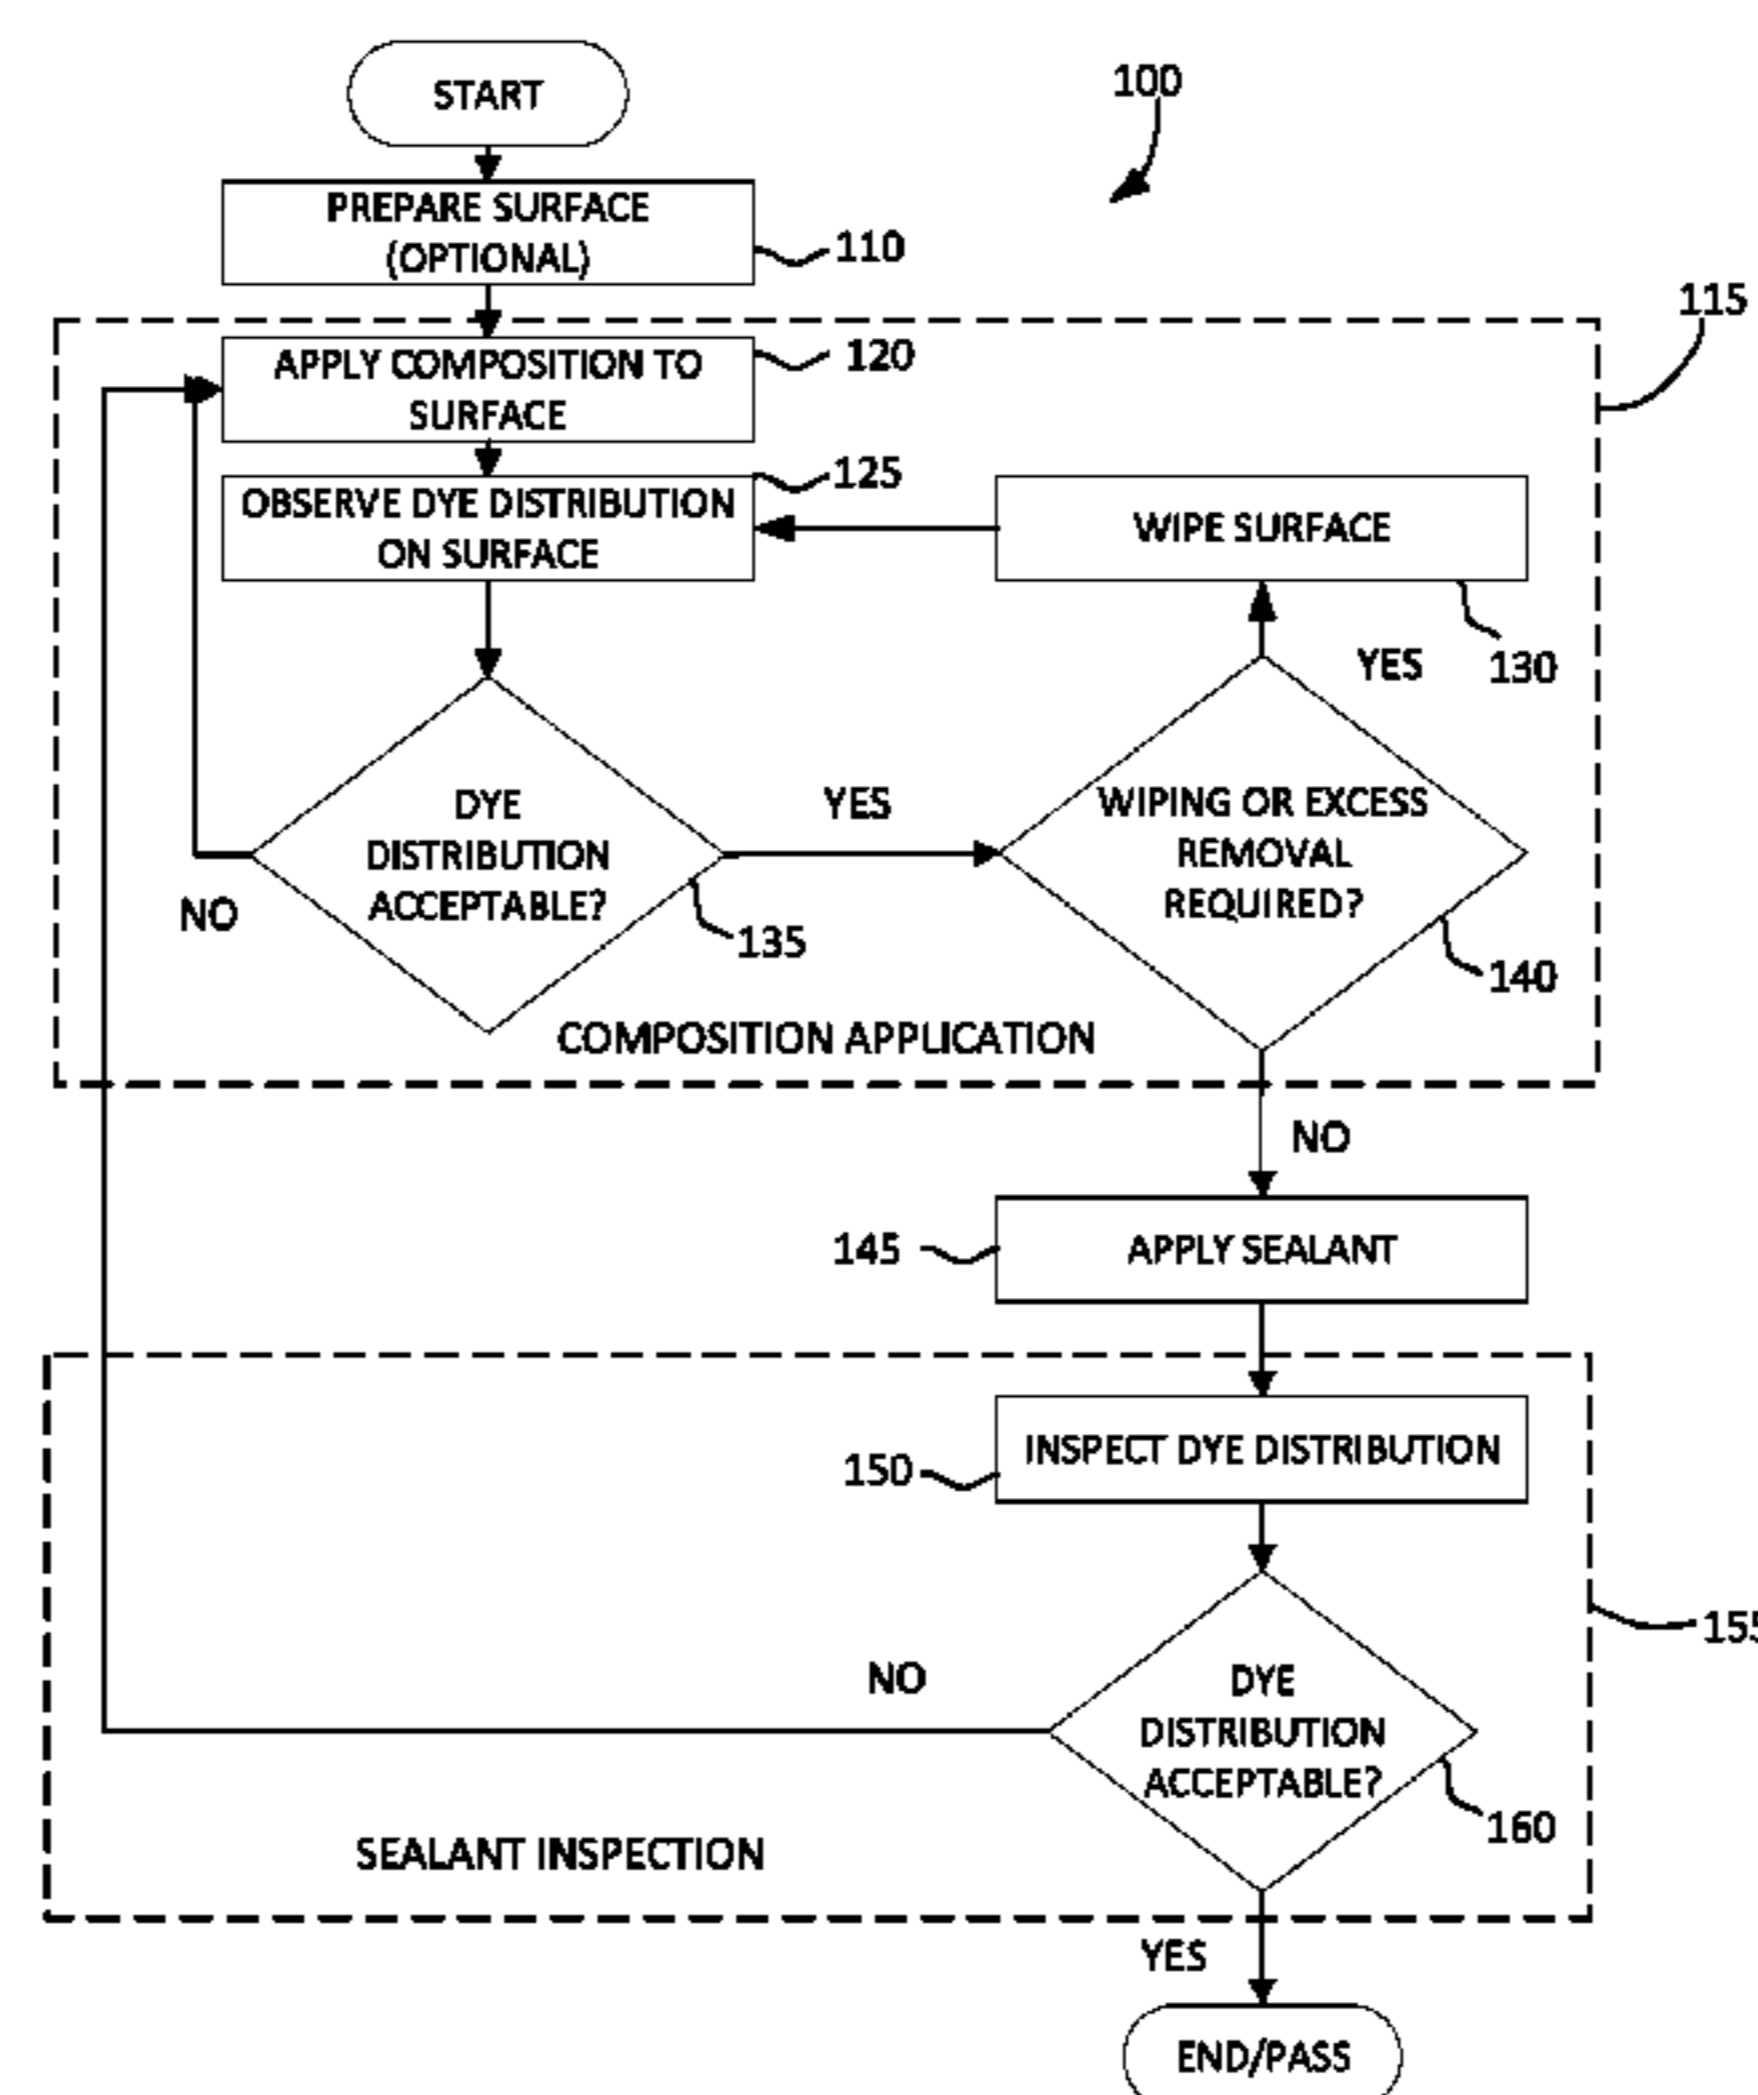 START
100
PREPARE SURFACE
(OPTIONAL)
110
115
APPLY COMPOSITION TO
SURFACE
120
OBSERVE DYE DISTRIBUTION
ON SURFACE
125
WIPE SURFACE
130
YES
DYE
DISTRIBUTION
ACCEPTABLE?
135
NO
YES
WIPING OR EXCESS
REMOVAL
REQUIRED?
140
COMPOSITION APPLICATION
NO
145
APPLY SEALANT
150
INSPECT DYE DISTRIBUTION
155
NO
DYE
DISTRIBUTION
ACCEPTABLE?
160
SEALANT INSPECTION
YES
END/PASS